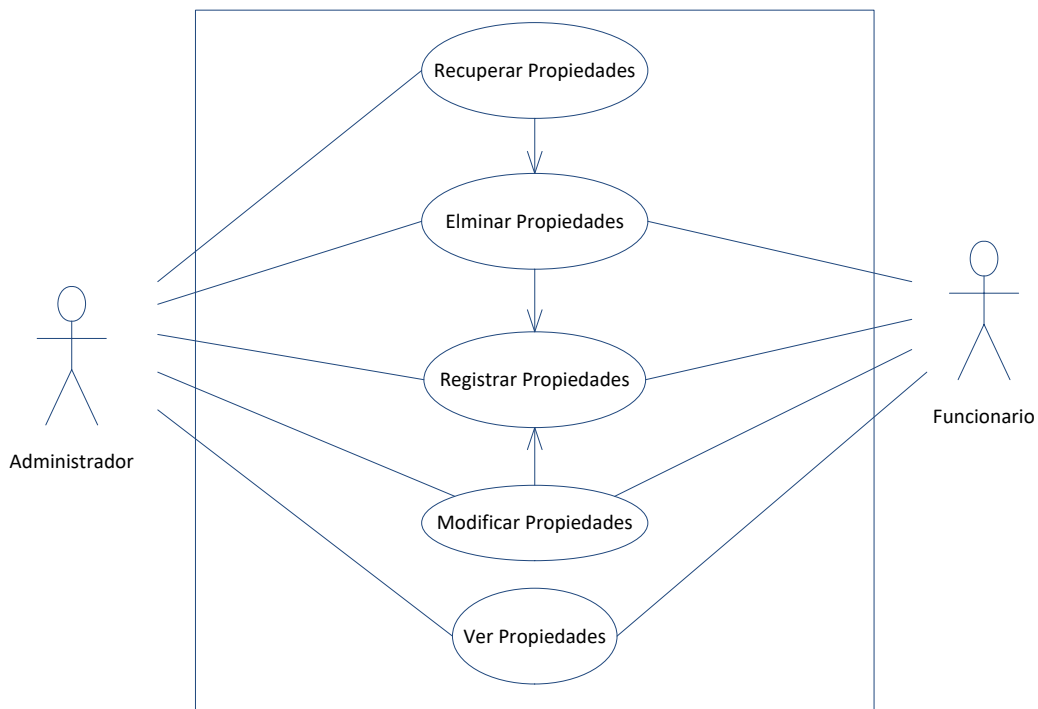 Recuperar Propiedades
Elminar Propiedades
Registrar Propiedades
Funcionario
Administrador
Modificar Propiedades
Ver Propiedades